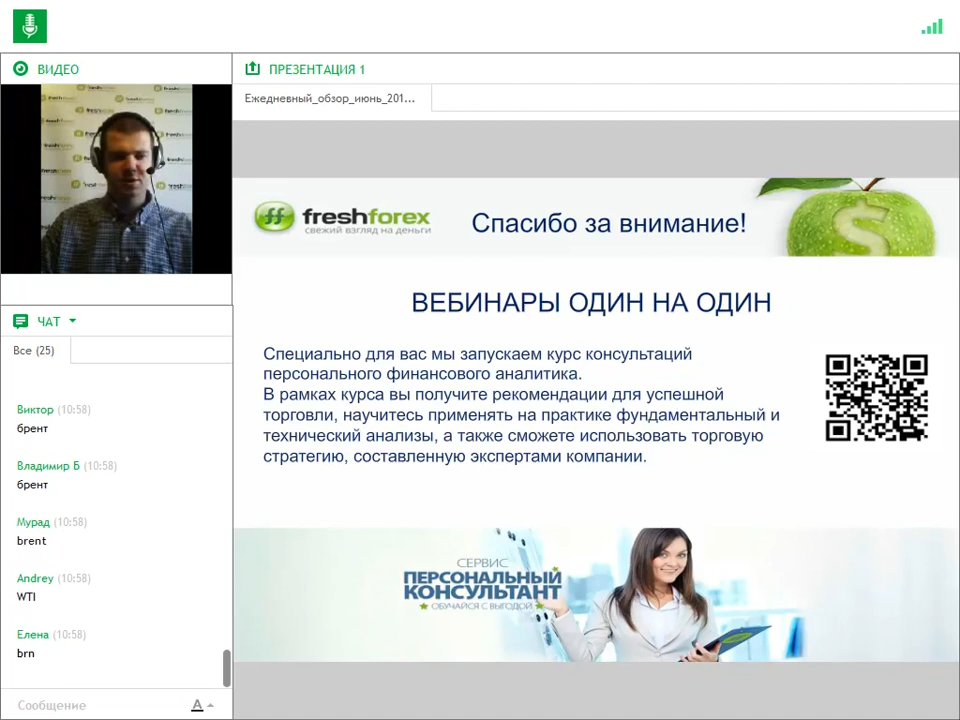 ВИДЕО
ПРЕЗЕНТАЦИЯ 1
Ежедневный_обзор_июнь_201...
freshforex
свежий взгляд на деньги
Спасибо за внимание!
ВЕБИНАРЫ ОДИН НА ОДИН
Специально для вас мы запускаем курс консультаций
персонального финансового аналитика.
В рамках курса вы получите рекомендации для успешной
торговли, научитесь применять на практике фундаментальный и
технический анализы, а также сможете использовать торговую
стратегию, составленную экспертами компании.
СЕРВИС
ПЕРСОНАЛЬНЫЙ
КОНСУЛЬТАНТ
ОБУЧАЙСЯ С ВЫГОДОЙ
ЧАТ
Все (25)
Виктор (10:58)
брент
Владимир Б (10:58)
брент
Мурад (10:58)
brent
Andrey (10:58)
WTI
Елена (10:58)
brn
Сообщение
A